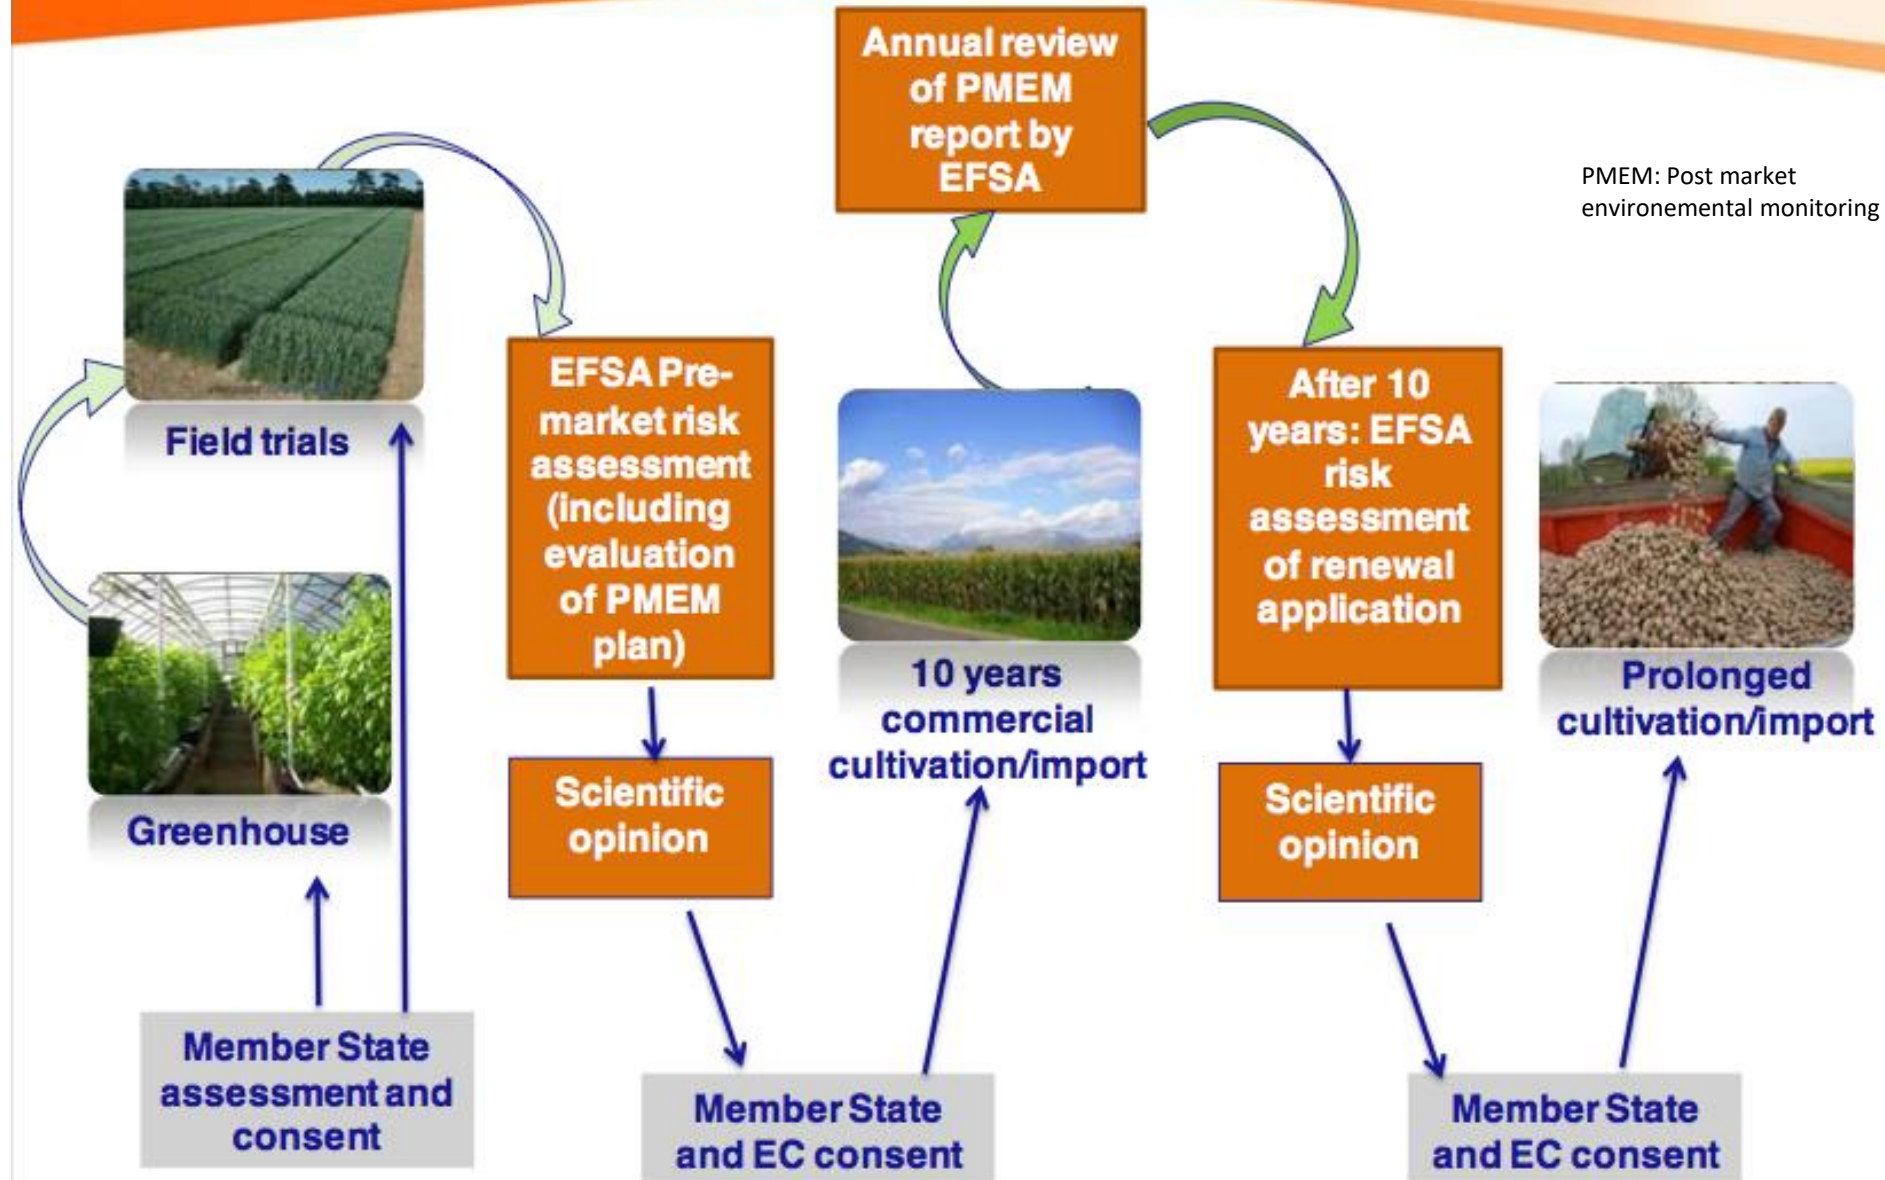 Annual review
of PMEM
report by
EFSA
PMEM: Post market
environemental monitoring
Field trials
Greenhouse
Member State
assessment and
consent
EFSA Pre-
market risk
assessment
(including
evaluation
of PMEM
plan)
Scientific
opinion
Member State
and EC consent
10 years
commercial
cultivation/import
After 10
years: EFSA
risk
assessment
of renewal
application
Scientific
opinion
Member State
and EC consent
Prolonged
cultivation/import